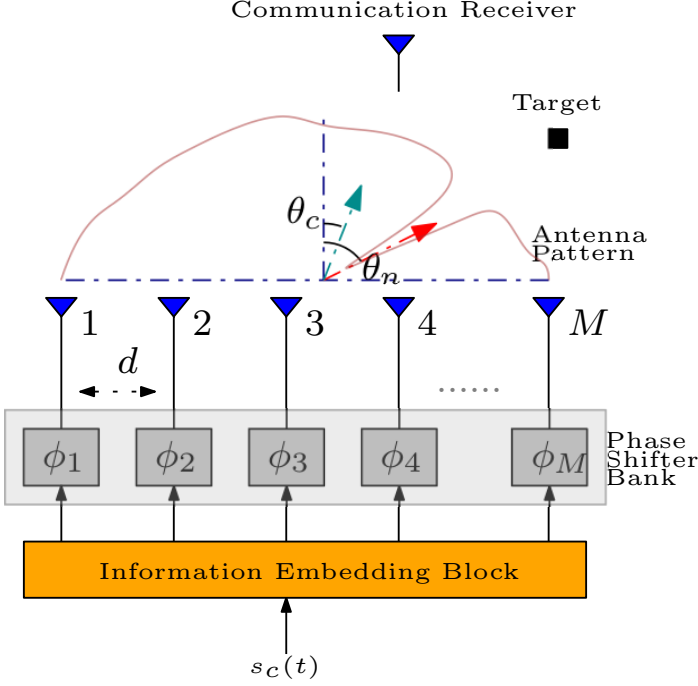 Communication Receiver
Target
θc
Antenna
Pattern
θn
1 2 3 4 M
d
......
Phase
Shifter
Bank
ϕ1 ϕ2 ϕ3 ϕ4 ϕM
Information Embedding Block
sc(t)